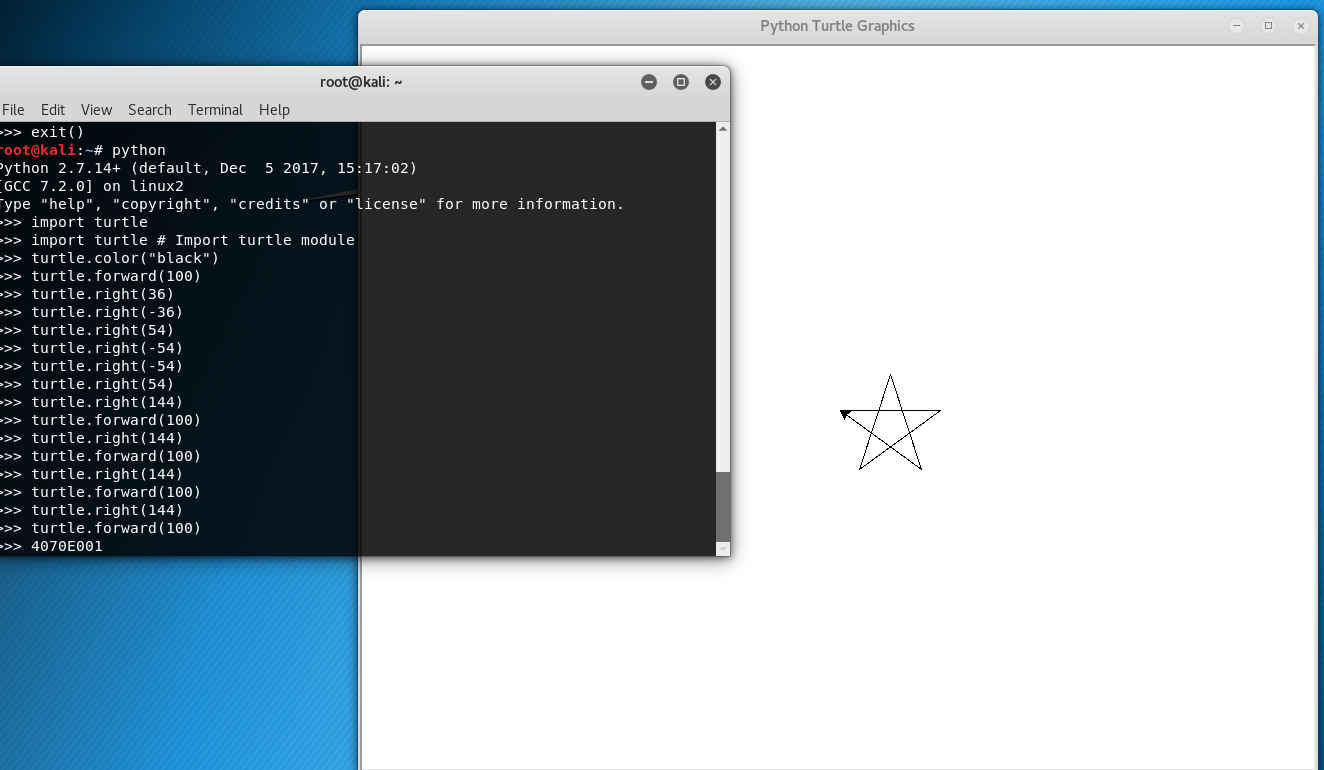 Python Turtle Graphics
root@kali: ~
File Edit View Search Terminal Help
>>> exit()
root@kali:~# python
Python 2.7.14+ (default, Dec  5 2017, 15:17:02)
[GCC 7.2.0] on linux2
Type "help", "copyright", "credits" or "license" for more information.
>>> import turtle
>>> import turtle # Import turtle module
>>> turtle.color("black")
>>> turtle.forward(100)
>>> turtle.right(36)
>>> turtle.right(-36)
>>> turtle.right(54)
>>> turtle.right(-54)
>>> turtle.right(-54)
>>> turtle.right(54)
>>> turtle.right(144)
>>> turtle.forward(100)
>>> turtle.right(144)
>>> turtle.forward(100)
>>> turtle.right(144)
>>> turtle.forward(100)
>>> turtle.right(144)
>>> turtle.forward(100)
>>> 4070E001